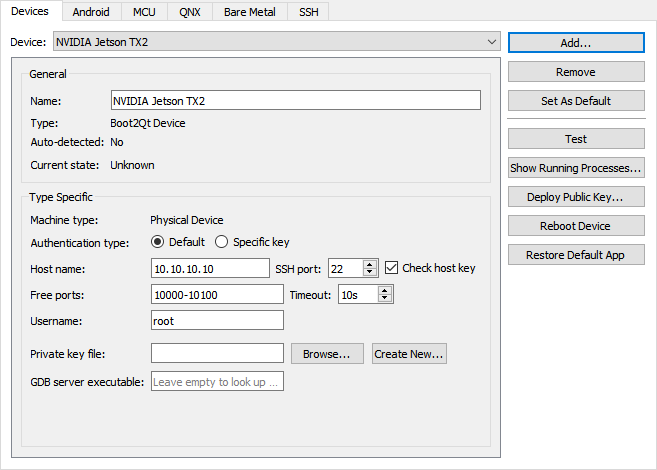 Devices Android MCU QNX Bare Metal SSH
Device: NVIDIA Jetson TX2 Add...
Remove
Set As Default
Test
Show Running Processes...
Deploy Public Key...
Reboot Device
Restore Default App
General
Name: NVIDIA Jetson TX2
Type: Boot2Qt Device
Auto-detected: No
Current state: Unknown
Type Specific
Machine type: Physical Device
Authentication type: Default Specific key
Host name: 10.10.10.10 SSH port: 22 Check host key
Free ports: 10000-10100 Timeout: 10s
Username: root
Private key file: Browse... Create New...
GDB server executable: Leave empty to look up ...